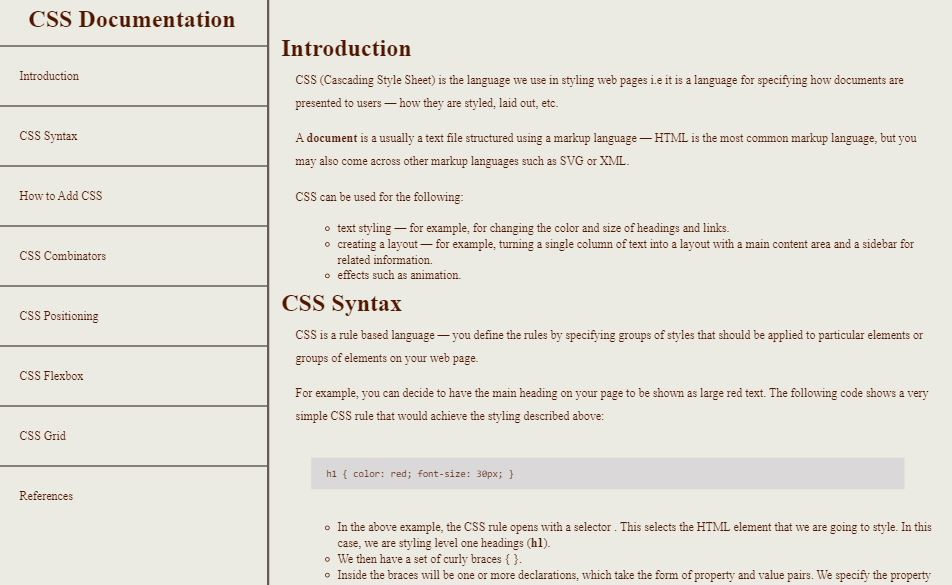 CSS Documentation
Introduction
CSS Syntax
How to Add CSS
CSS Combinators
CSS Positioning
CSS Flexbox
CSS Grid
References
Introduction
CSS (Cascading Style Sheet) is the language we use in styling web pages i.e it is a language for specifying how documents are
presented to users — how they are styled, laid out, etc.
A document is a usually a text file structured using a markup language — HTML is the most common markup language, but you
may also come across other markup languages such as SVG or XML.
CSS can be used for the following:
text styling — for example, for changing the color and size of headings and links.
creating a layout — for example, turning a single column of text into a layout with a main content area and a sidebar for
related information.
effects such as animation.
CSS Syntax
CSS is a rule based language — you define the rules by specifying groups of styles that should be applied to particular elements or
groups of elements on your web page.
For example, you can decide to have the main heading on your page to be shown as large red text. The following code shows a very
simple CSS rule that would achieve the styling described above:
h1 { color: red; font-size: 30px; }
In the above example, the CSS rule opens with a selector . This selects the HTML element that we are going to style. In this
case, we are styling level one headings (h1).
We then have a set of curly braces { }.
Inside the braces will be one or more declarations, which take the form of property and value pairs. We specify the property